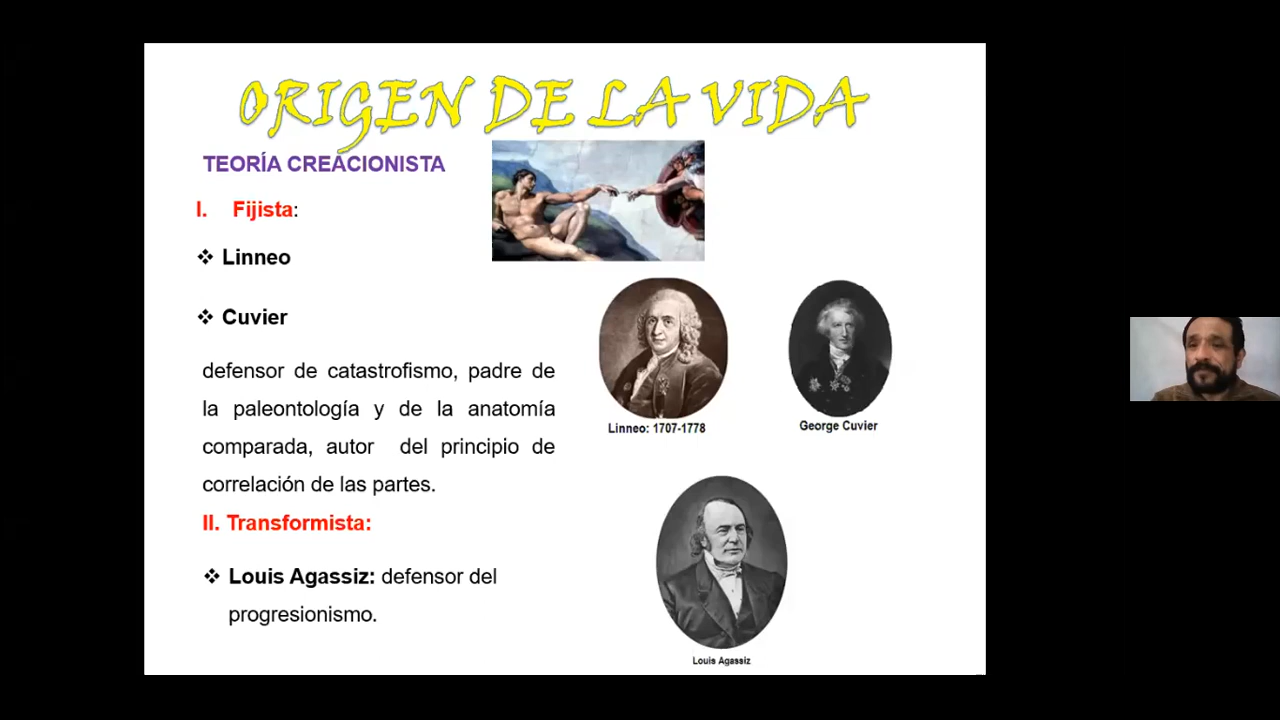 ORIGEN DE LA VIDA
TEORÍA CREACIONISTA
I. Fijista:
❖ Linneo
❖ Cuvier
defensor de catastrofismo, padre de
la paleontología y de la anatomía
comparada, autor del principio de
correlación de las partes.
II. Transformista:
❖ Louis Agassiz: defensor del
progresionismo.
Linneo: 1707-1778
George Cuvier
Louis Agassiz